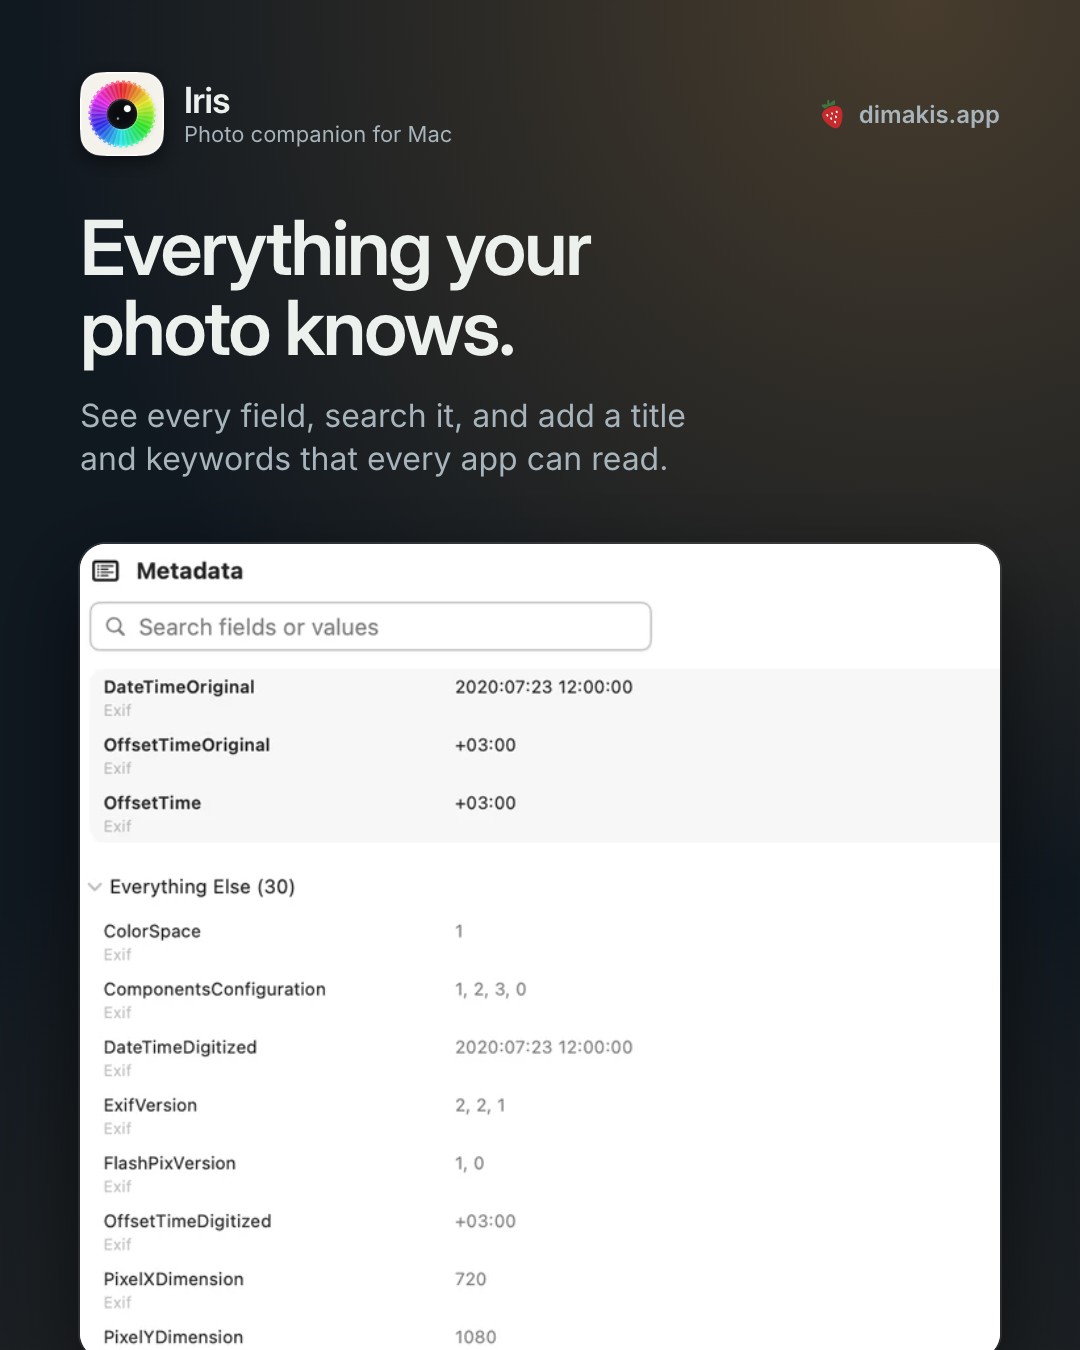 Iris
Photo companion for Mac
dimakis.app
Everything your
photo knows.
See every field, search it, and add a title
and keywords that every app can read.
Metadata
Search fields or values
DateTimeOriginal 2020:07:23 12:00:00
Exif
OffsetTimeOriginal +03:00
Exif
OffsetTime +03:00
Exif
Everything Else (30)
ColorSpace 1
Exif
ComponentsConfiguration 1, 2, 3, 0
Exif
DateTimeDigitized 2020:07:23 12:00:00
Exif
ExifVersion 2, 2, 1
Exif
FlashPixVersion 1, 0
Exif
OffsetTimeDigitized +03:00
Exif
PixelXDimension 720
Exif
PixelYDimension 1080